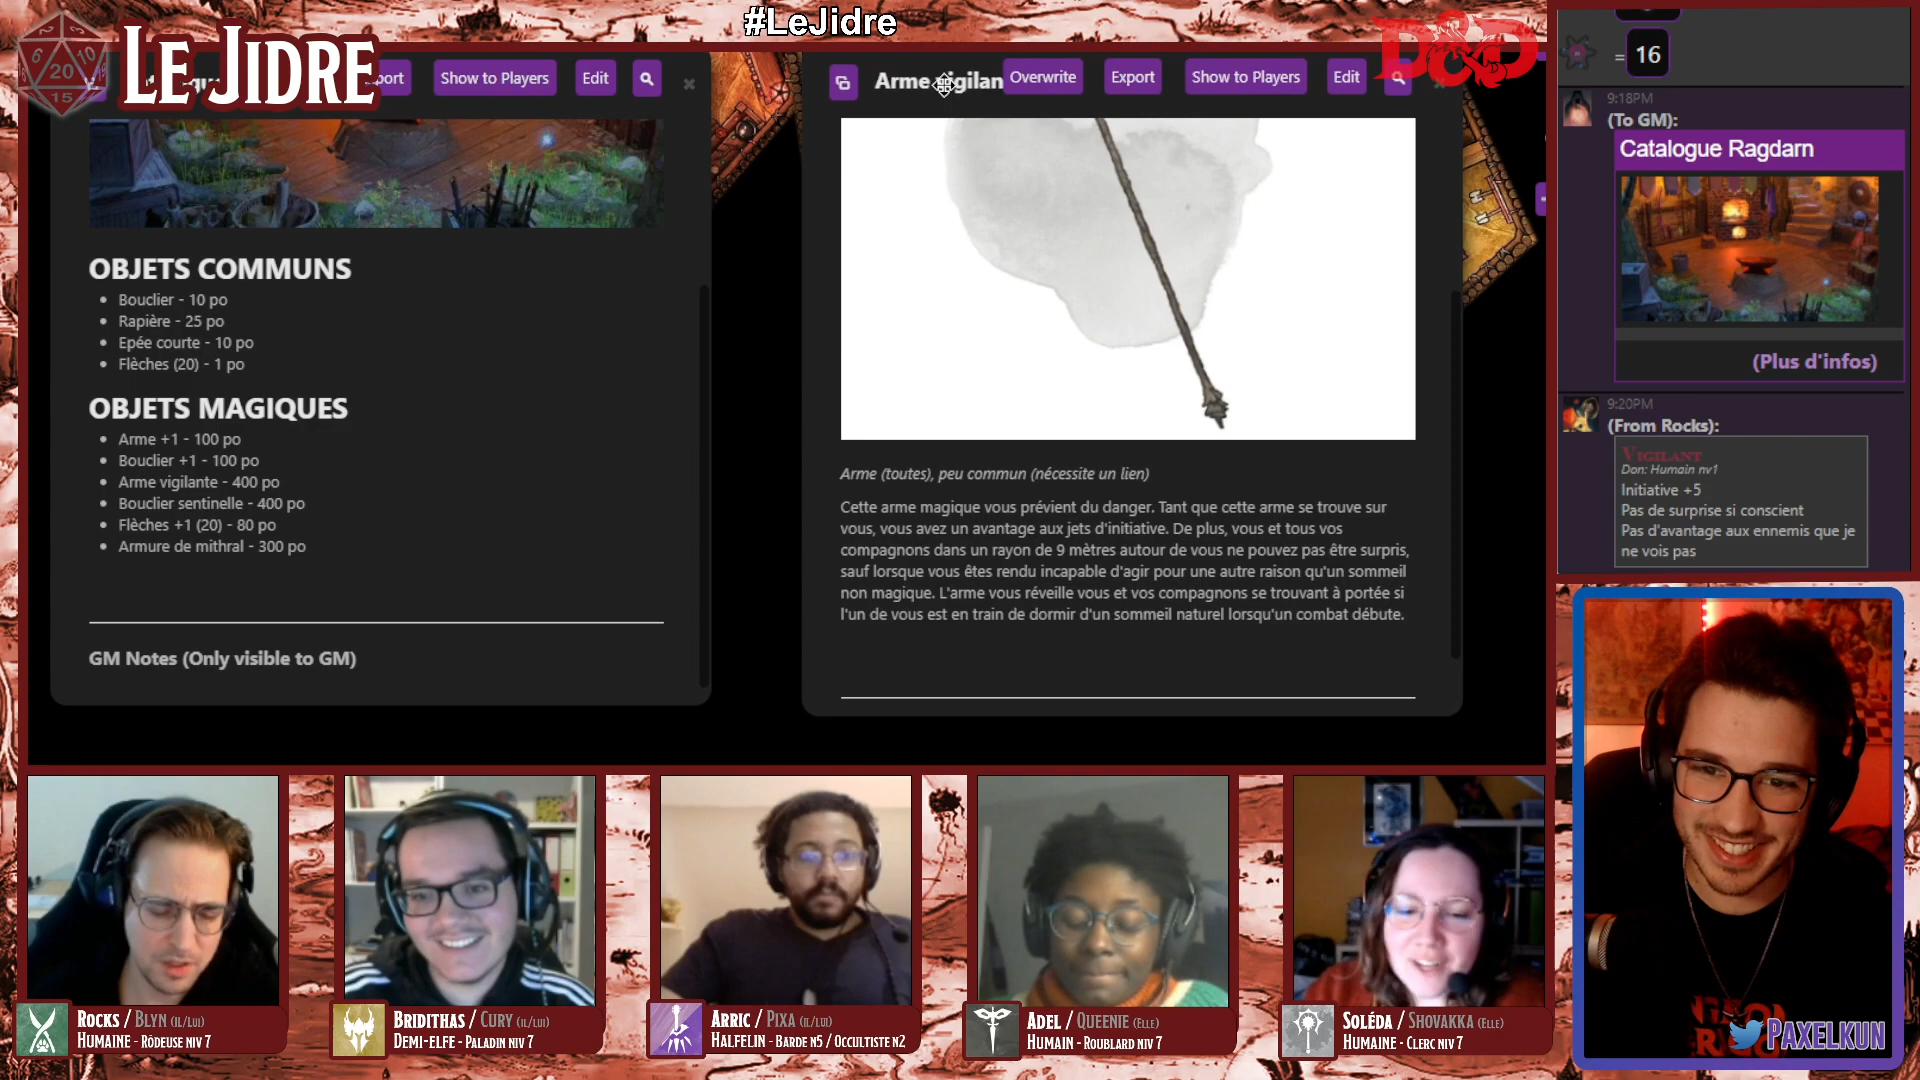 #LeJidre
LE JIDRE
20
6
10
15
D&D
port
Show to Players
Edit
Arme vigilan
Overwrite
Export
Show to Players
Edit
OBJETS COMMUNS
Bouclier - 10 po
Rapière - 25 po
Epée courte - 10 po
Flèches (20) - 1 po
OBJETS MAGIQUES
Arme +1 - 100 po
Bouclier +1 - 100 po
Arme vigilante - 400 po
Bouclier sentinelle - 400 po
Flèches +1 (20) - 80 po
Armure de mithral - 300 po
GM Notes (Only visible to GM)
Arme (toutes), peu commun (nécessite un lien)
Cette arme magique vous prévient du danger. Tant que cette arme se trouve sur
vous, vous avez un avantage aux jets d'initiative. De plus, vous et tous vos
compagnons dans un rayon de 9 mètres autour de vous ne pouvez pas être surpris,
sauf lorsque vous êtes rendu incapable d'agir pour une autre raison qu'un sommeil
non magique. L'arme vous réveille vous et vos compagnons se trouvant à portée si
l'un de vous est en train de dormir d'un sommeil naturel lorsqu'un combat débute.
= 16
9:18PM
(To GM):
Catalogue Ragdarn
(Plus d'infos)
9:20PM
(From Rocks):
VIGILANT
Don: Humain nv1
Initiative +5
Pas de surprise si conscient
Pas d'avantage aux ennemis que je
ne vois pas
ROCKS / BLYN (IL/LUI)
HUMAINE - RÔDEUSE NIV 7
BRIDITHAS / CURY (IL/LUI)
DEMI-ELFE - PALADIN NIV 7
ARRIC / PIXA (IL/LUI)
HALFELIN - BARDE N5 / OCCULTISTE N2
ADEL / QUEENIE (ELLE)
HUMAIN - ROUBLARD NIV 7
SOLÉDA / SHOVAKKA (ELLE)
HUMAINE - CLERC NIV 7
PAXELKUN